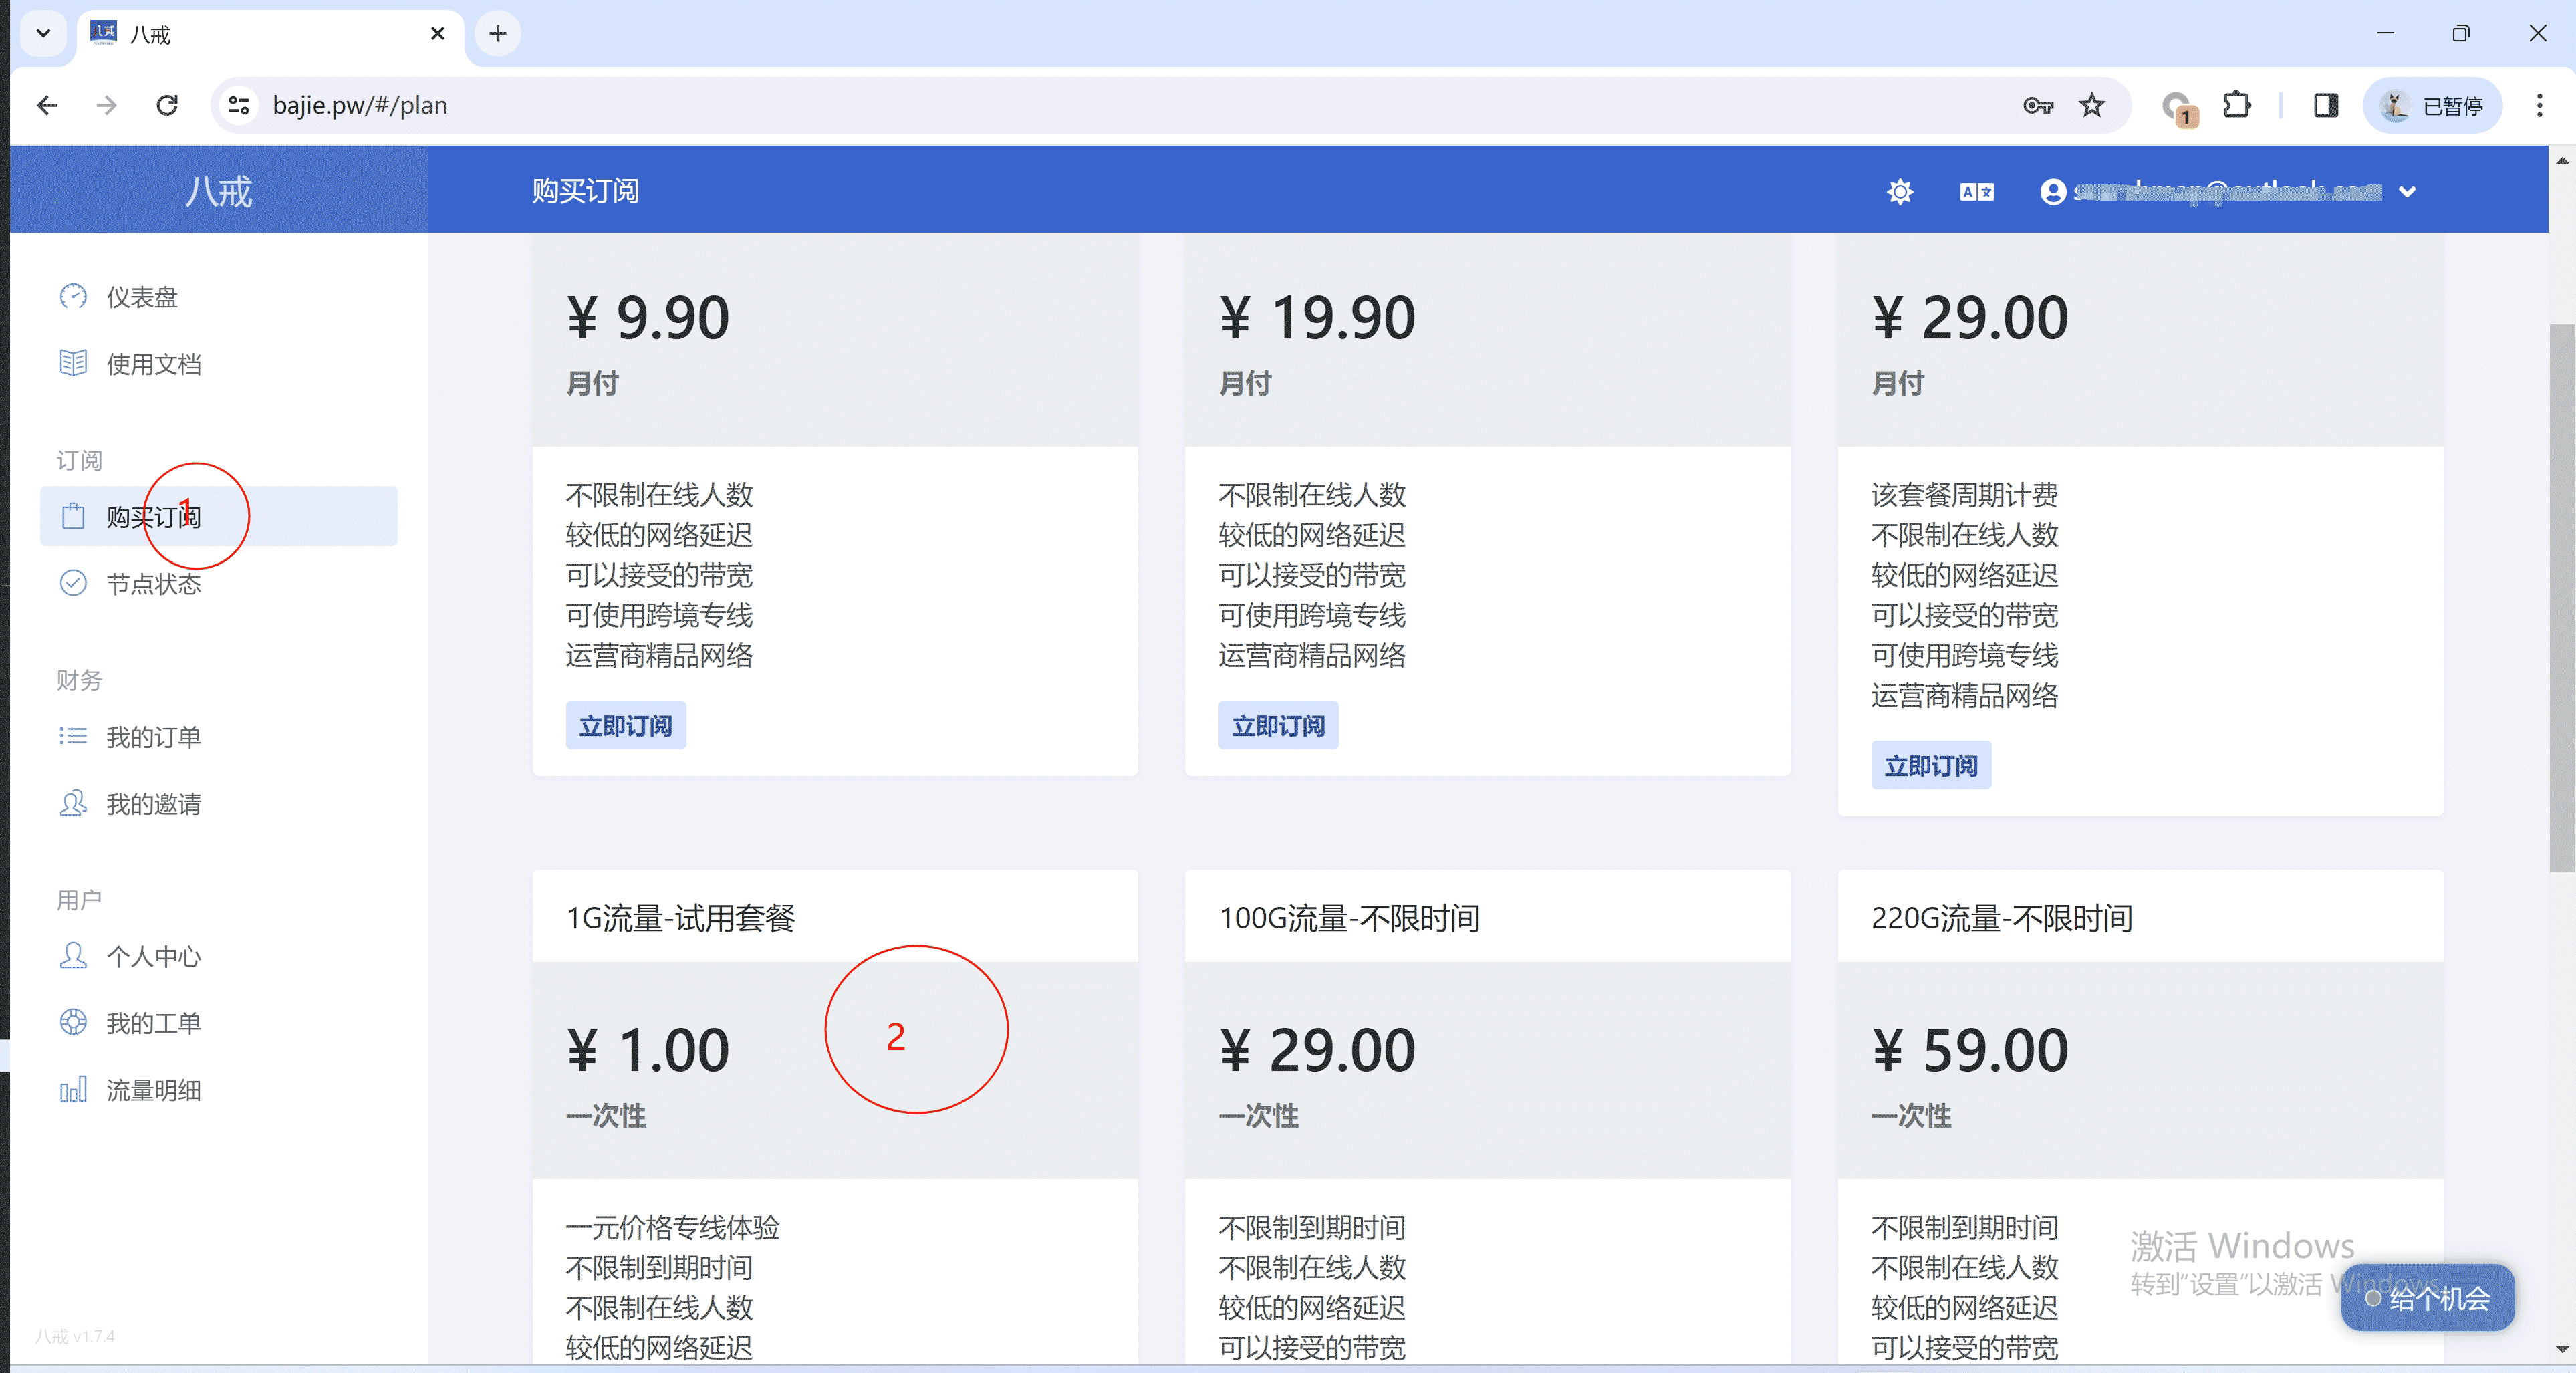 八戒
bajie.pw/#/plan
1
已暂停
八戒
购买订阅
仪表盘
使用文档
订阅
购买订阅
1
节点状态
财务
我的订单
我的邀请
用户
个人中心
我的工单
流量明细
八戒 v1.7.4
¥ 9.90
月付
不限制在线人数
较低的网络延迟
可以接受的带宽
可使用跨境专线
运营商精品网络
立即订阅
¥ 19.90
月付
不限制在线人数
较低的网络延迟
可以接受的带宽
可使用跨境专线
运营商精品网络
立即订阅
¥ 29.00
月付
该套餐周期计费
不限制在线人数
较低的网络延迟
可以接受的带宽
可使用跨境专线
运营商精品网络
立即订阅
1G流量-试用套餐
¥ 1.00
2
一次性
一元价格专线体验
不限制到期时间
不限制在线人数
较低的网络延迟
100G流量-不限时间
¥ 29.00
一次性
不限制到期时间
不限制在线人数
较低的网络延迟
可以接受的带宽
220G流量-不限时间
¥ 59.00
一次性
不限制到期时间
不限制在线人数
较低的网络延迟
可以接受的带宽
激活 Windows
转到“设置”以激活 Windows。
给个机会